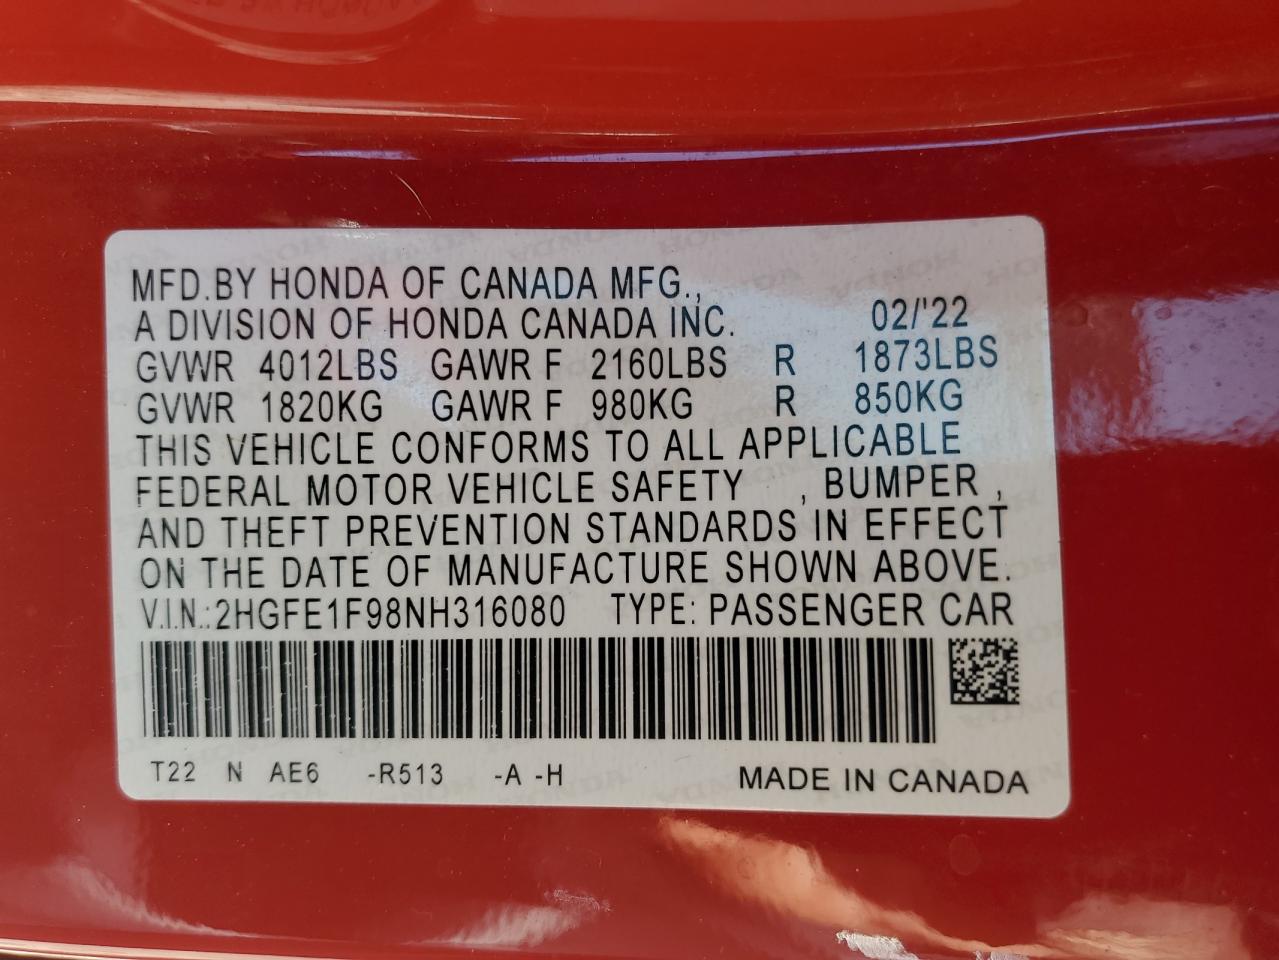 MFD.BY HONDA OF CANADA MFG.,
A DIVISION OF HONDA CANADA INC. 02/'22
GVWR 4012LBS GAWR F 2160LBS R 1873LBS
GVWR 1820KG GAWR F 980KG R 850KG
THIS VEHICLE CONFORMS TO ALL APPLICABLE
FEDERAL MOTOR VEHICLE SAFETY , BUMPER ,
AND THEFT PREVENTION STANDARDS IN EFFECT
ON THE DATE OF MANUFACTURE SHOWN ABOVE.
V.I.N.:2HGFE1F98NH316080 TYPE: PASSENGER CAR
T22 N AE6 -R513 -A -H MADE IN CANADA